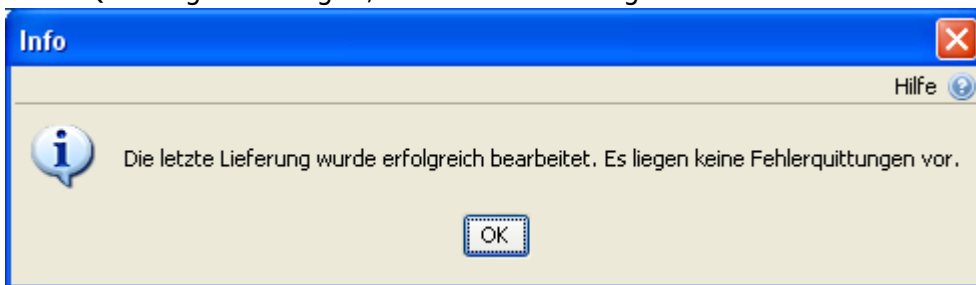 Info
Hilfe
Die letzte Lieferung wurde erfolgreich bearbeitet. Es liegen keine Fehlerquittungen vor.
OK